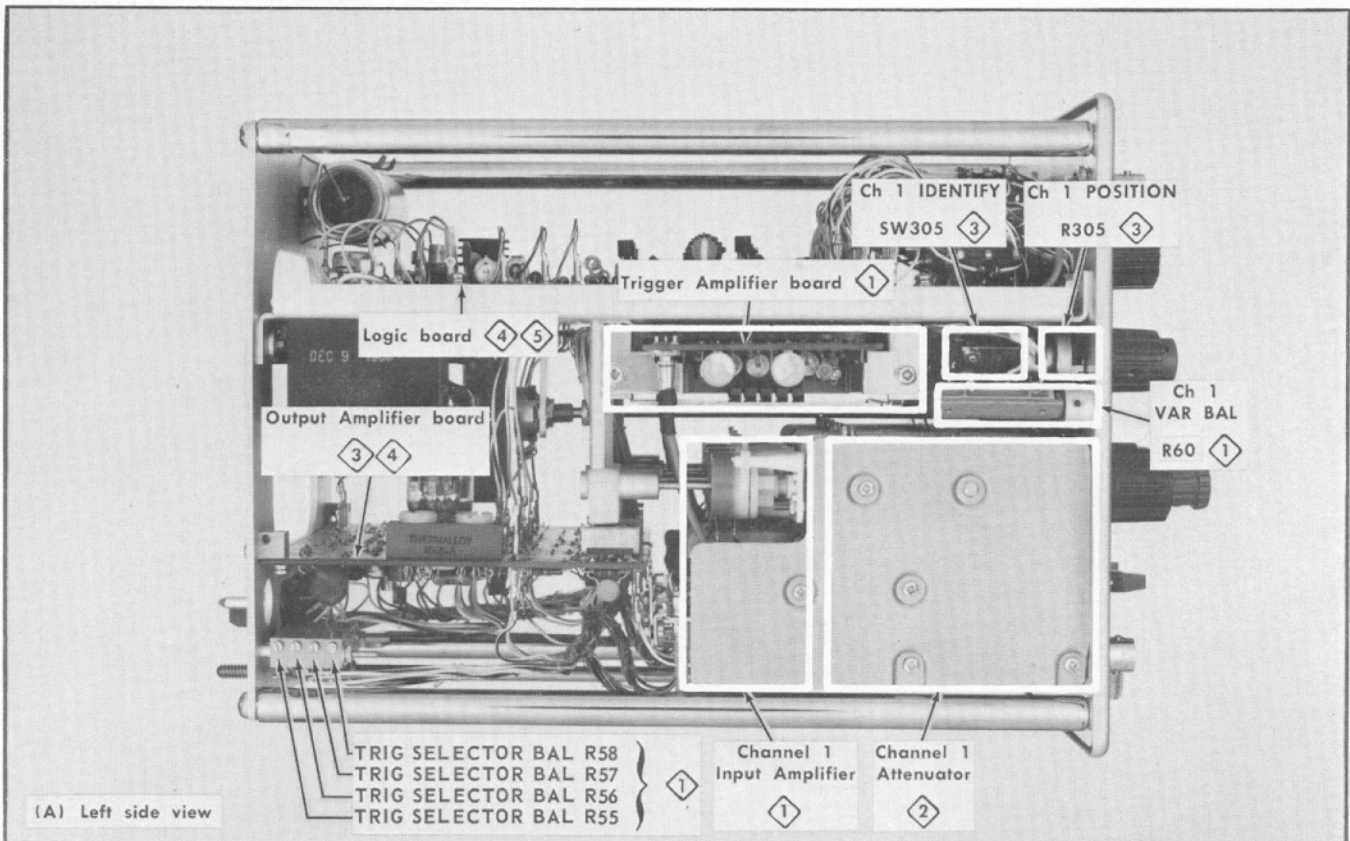 Ch 1 IDENTIFY
SW305 3
Ch 1 POSITION
R305 3
Trigger Amplifier board 1
Logic board 4 5
DEC 9
Output Amplifier board
3 4
Ch 1
VAR BAL
R60 1
THERMALLOY
TRIG SELECTOR BAL R58
TRIG SELECTOR BAL R57
TRIG SELECTOR BAL R56
TRIG SELECTOR BAL R55
1
Channel 1
Input Amplifier
1
Channel 1
Attenuator
2
(A) Left side view